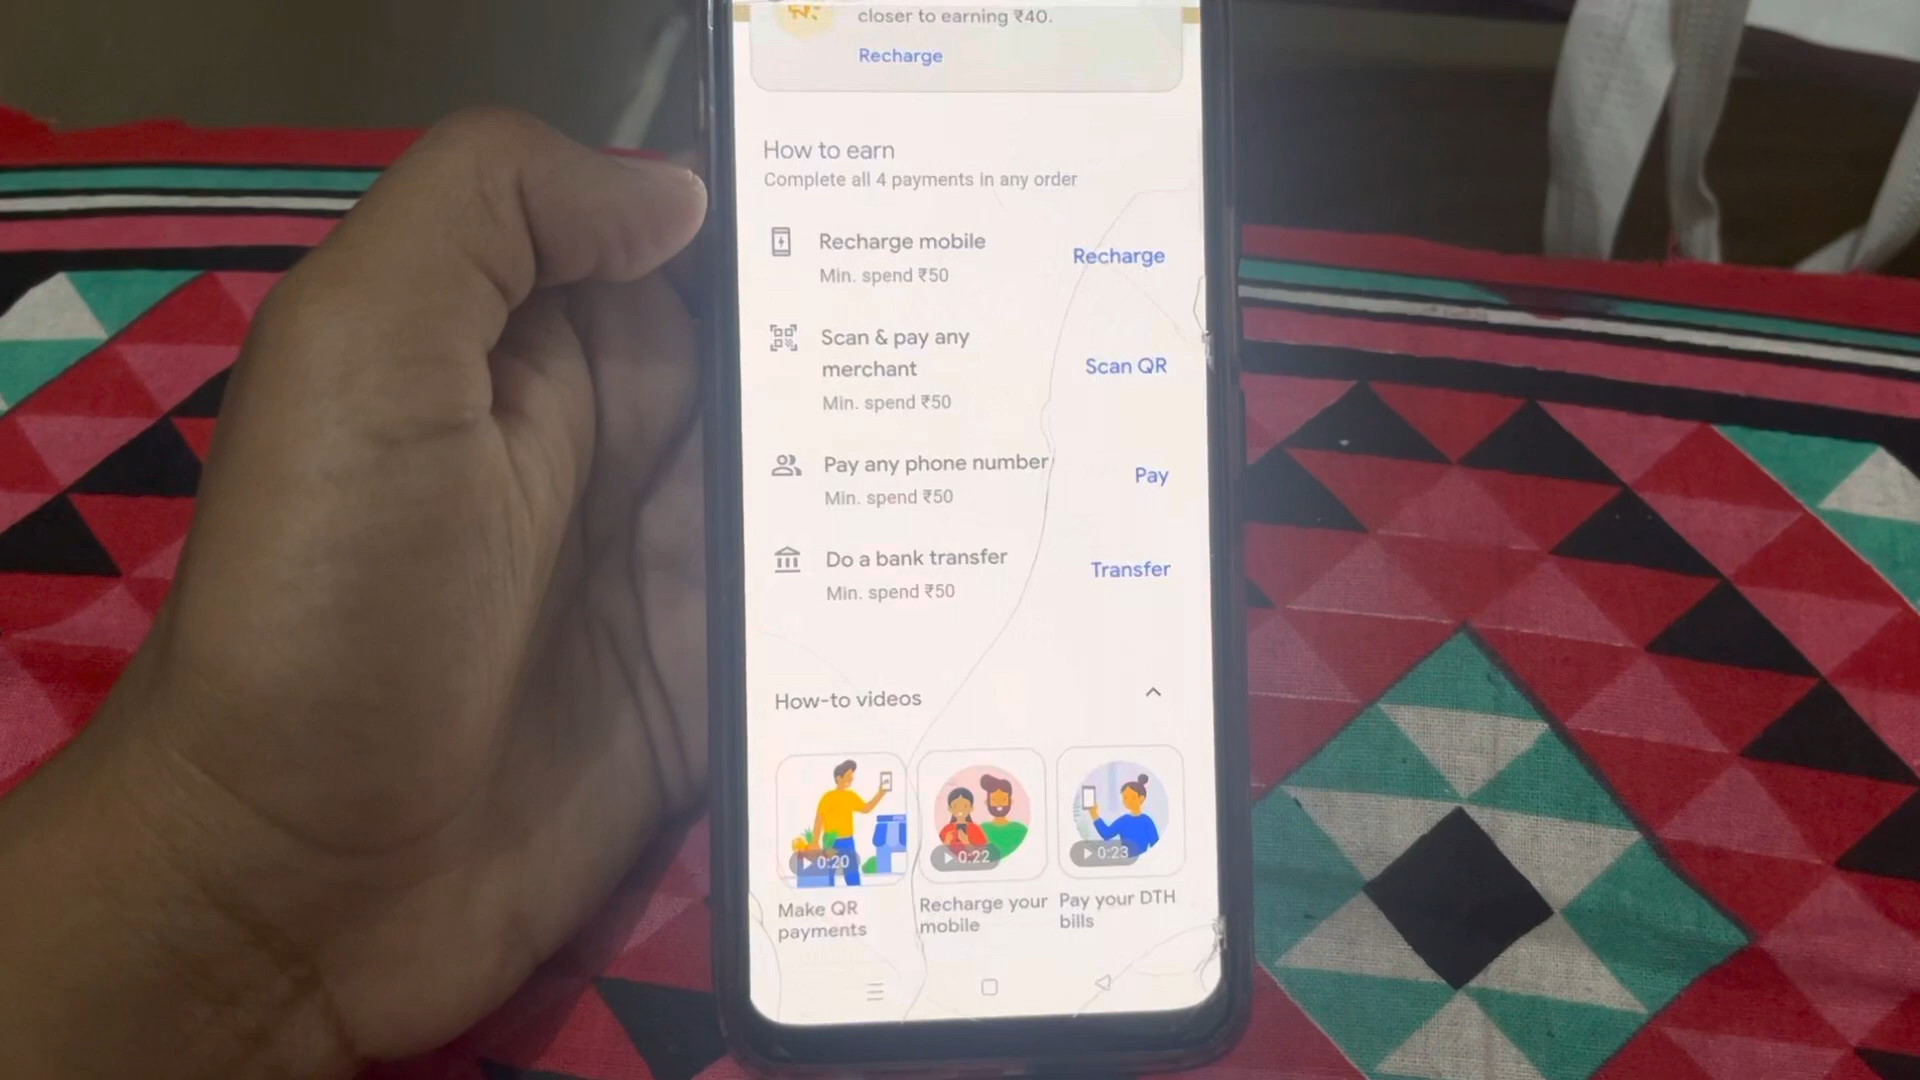 closer to earning ₹40.
Recharge
How to earn
Complete all 4 payments in any order
Recharge mobile
Min. spend ₹50
Recharge
Scan & pay any
merchant
Min. spend ₹50
Scan QR
Pay any phone number
Min. spend ₹50
Pay
Do a bank transfer
Min. spend ₹50
Transfer
How-to videos
0:20
0:22
0:23
Make QR
payments
Recharge your
mobile
Pay your DTH
bills